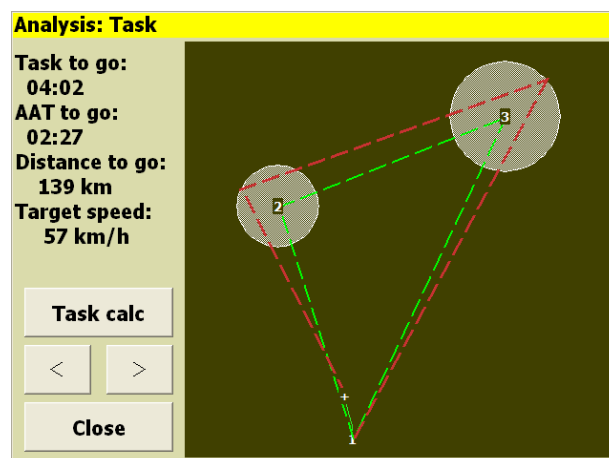 Analysis: Task
Task to go:
04:02
AAT to go:
02:27
Distance to go:
139 km
Target speed:
57 km/h
Task calc
< >
Close
3
2
1